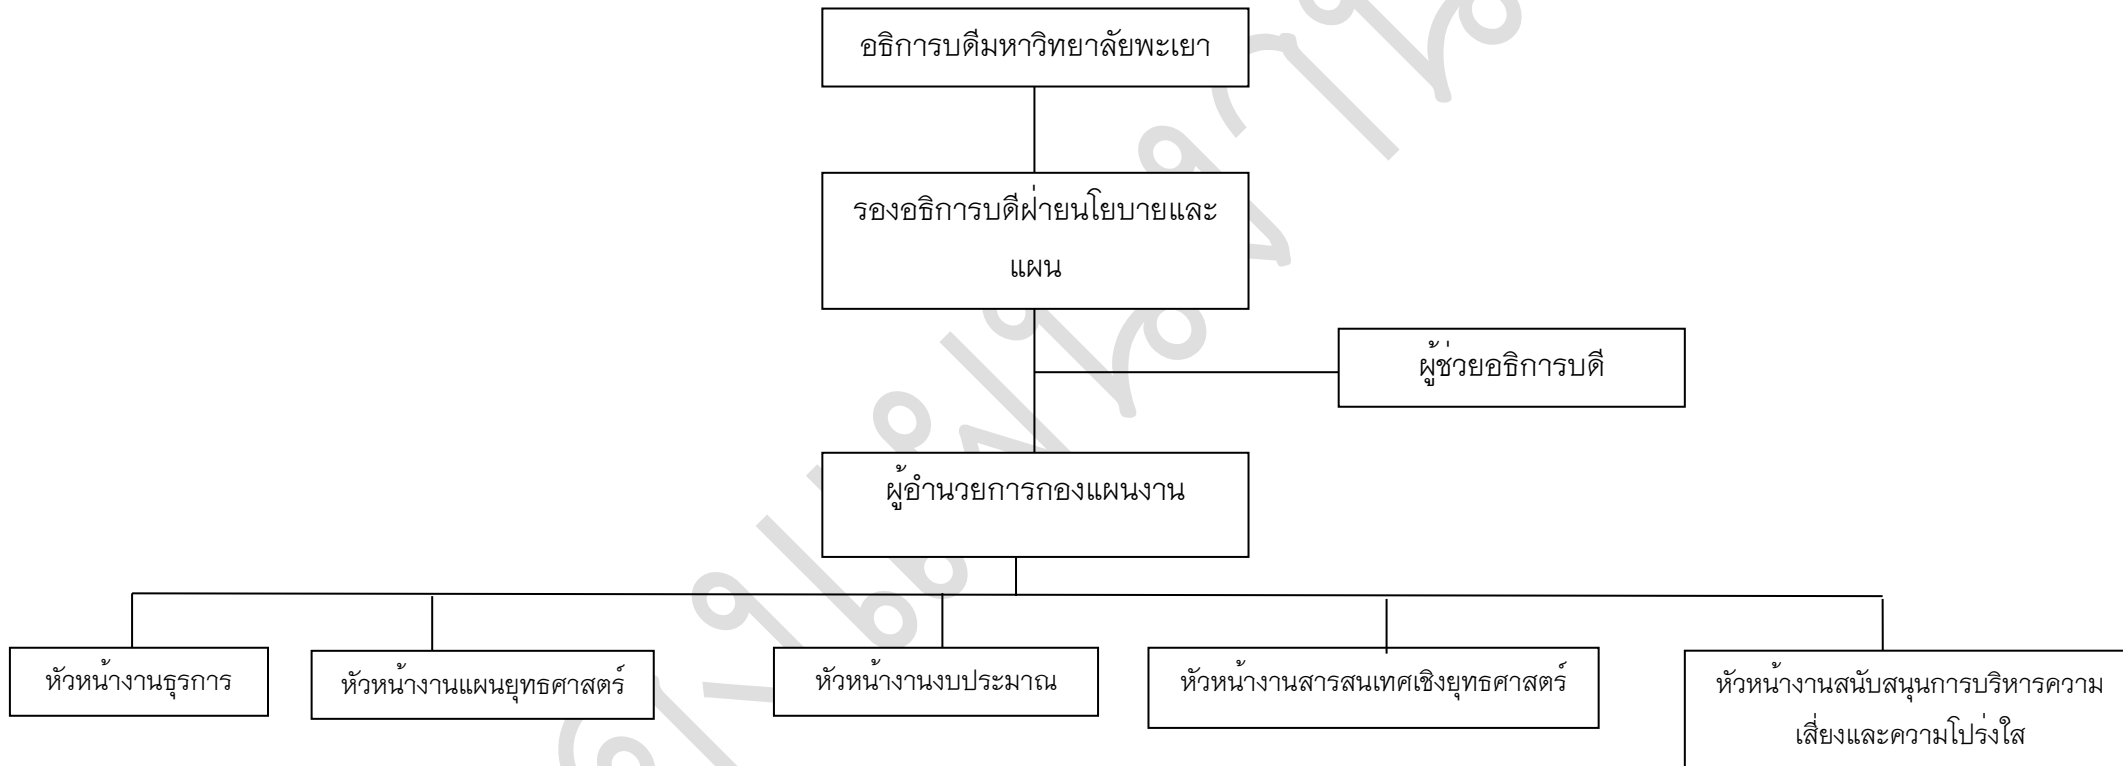 อธิการบดีมหาวิทยาลัยพะเยา
รองอธิการบดีฝ่ายนโยบายและ
แผน
ผู้ช่วยอธิการบดี
ผู้อำนวยการกองแผนงาน
หัวหน้างานธุรการ
หัวหน้างานแผนยุทธศาสตร์
หัวหน้างานงบประมาณ
หัวหน้างานสารสนเทศเชิงยุทธศาสตร์
หัวหน้างานสนับสนุนการบริหารความ
เสี่ยงและความโปร่งใส